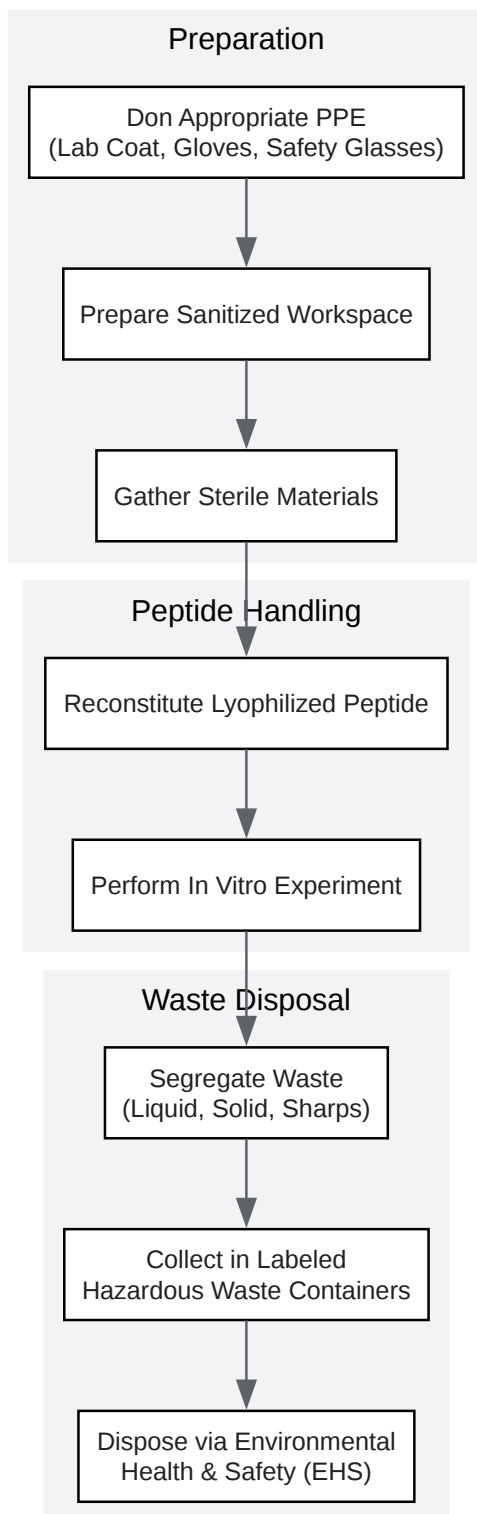 Preparation
Don Appropriate PPE
(Lab Coat, Gloves, Safety Glasses)
Prepare Sanitized Workspace
Gather Sterile Materials
Peptide Handling
Reconstitute Lyophilized Peptide
Perform In Vitro Experiment
Waste Disposal
Segregate Waste
(Liquid, Solid, Sharps)
Collect in Labeled
Hazardous Waste Containers
Dispose via Environmental
Health & Safety (EHS)